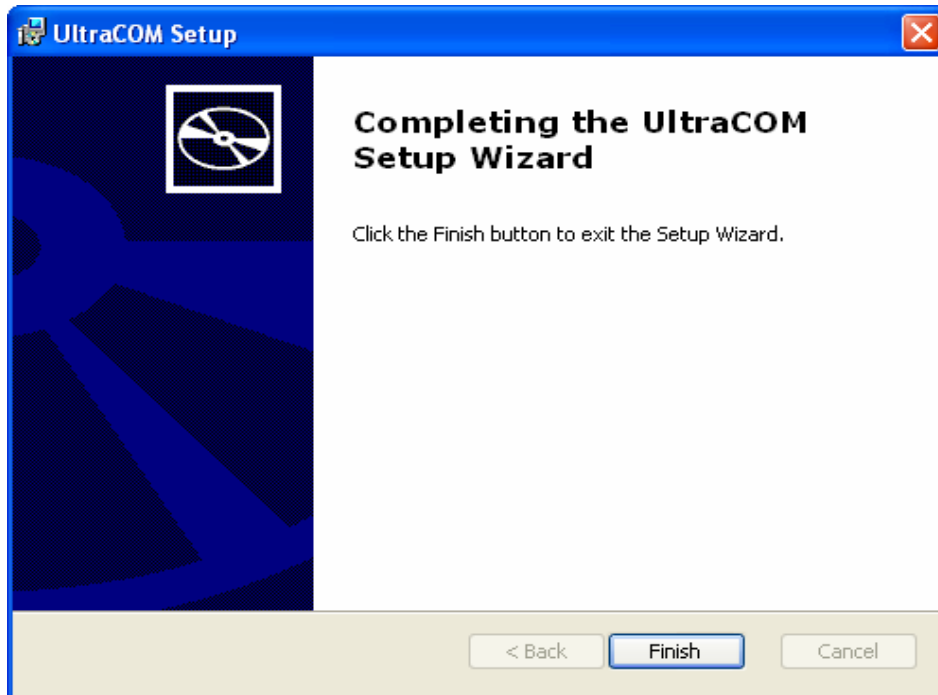 UltraCOM Setup
Completing the UltraCOM
Setup Wizard
Click the Finish button to exit the Setup Wizard.
< Back
Finish
Cancel